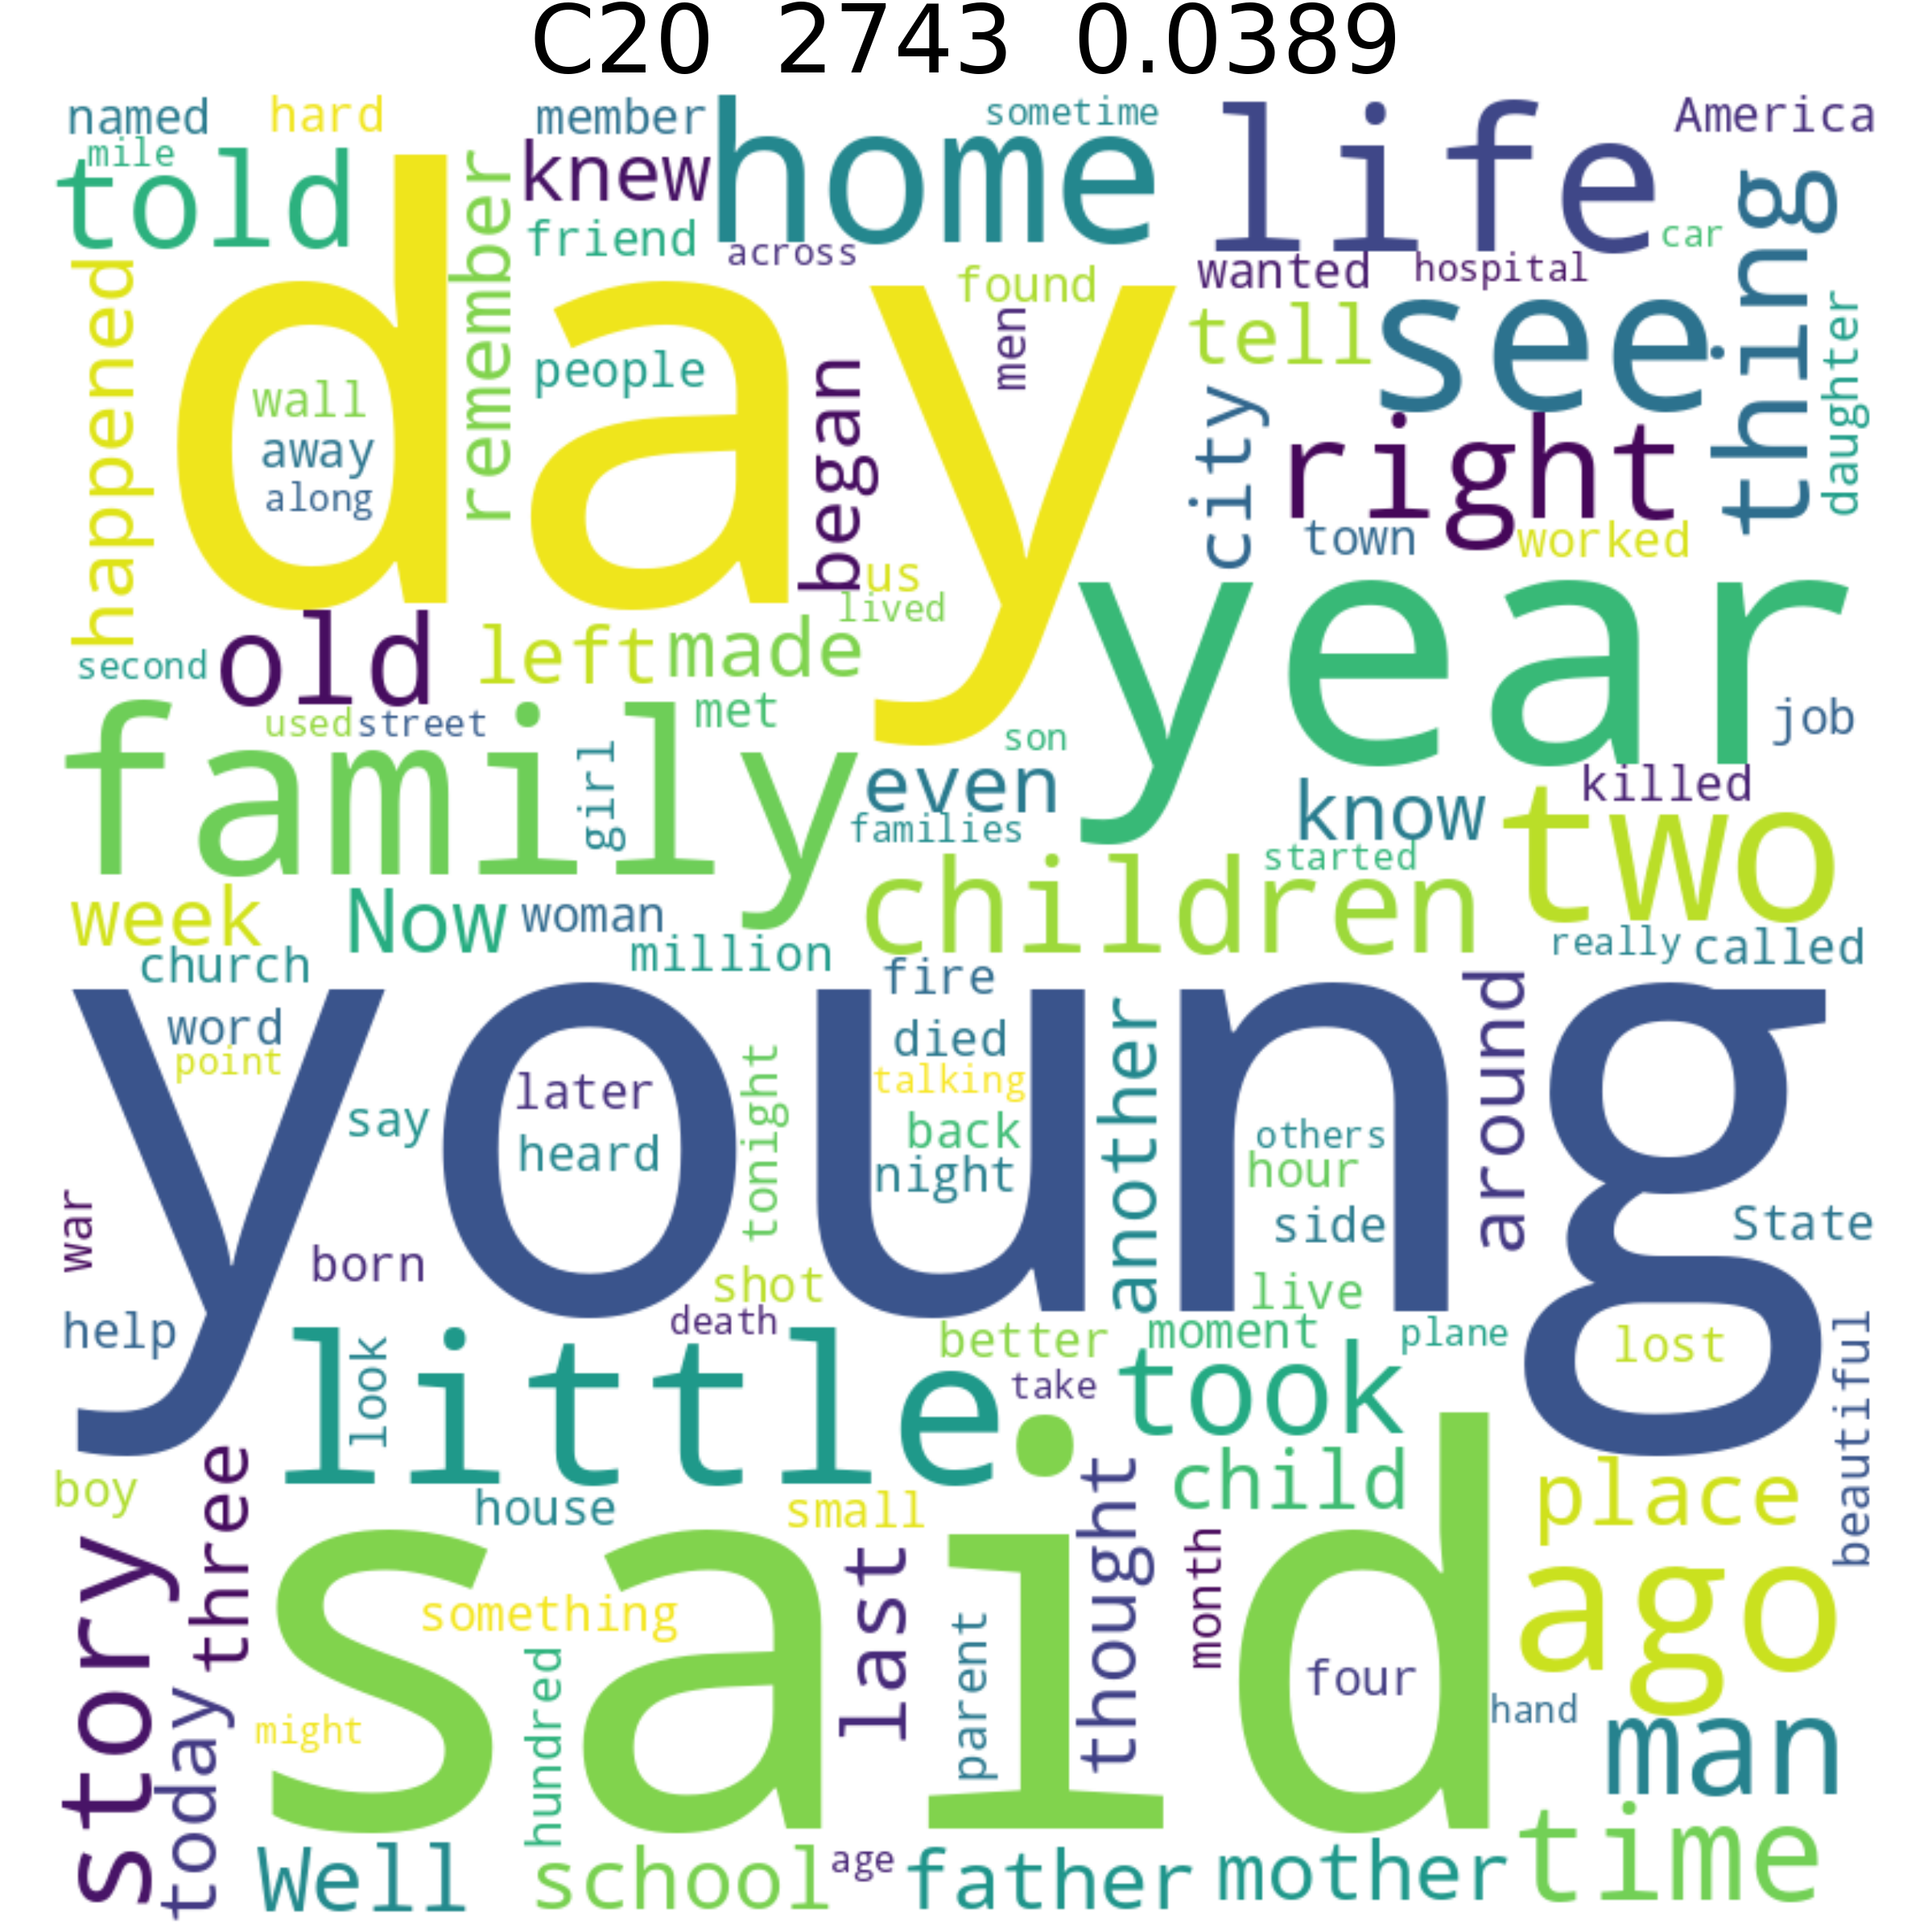 C20 2743 0.0389
named hard member sometime America
mile
told knew home life
friend across car
remember found wanted hospital
thing
happened day men tell see
people
wall began city daughter
away right
along town worked
us
lived
second old left made year
used street met son job
family girl even know killed
families two
started
week Now woman children
church million really called
fire
young
word died another around
point later talking
say heard tonight back others
night hour
war side State
born shot live
help death better moment plane lost
look little take took beautiful
boy three house small child place
said
story something last thought month ago
hundred parent four
today might hand man
Well school age father mother time